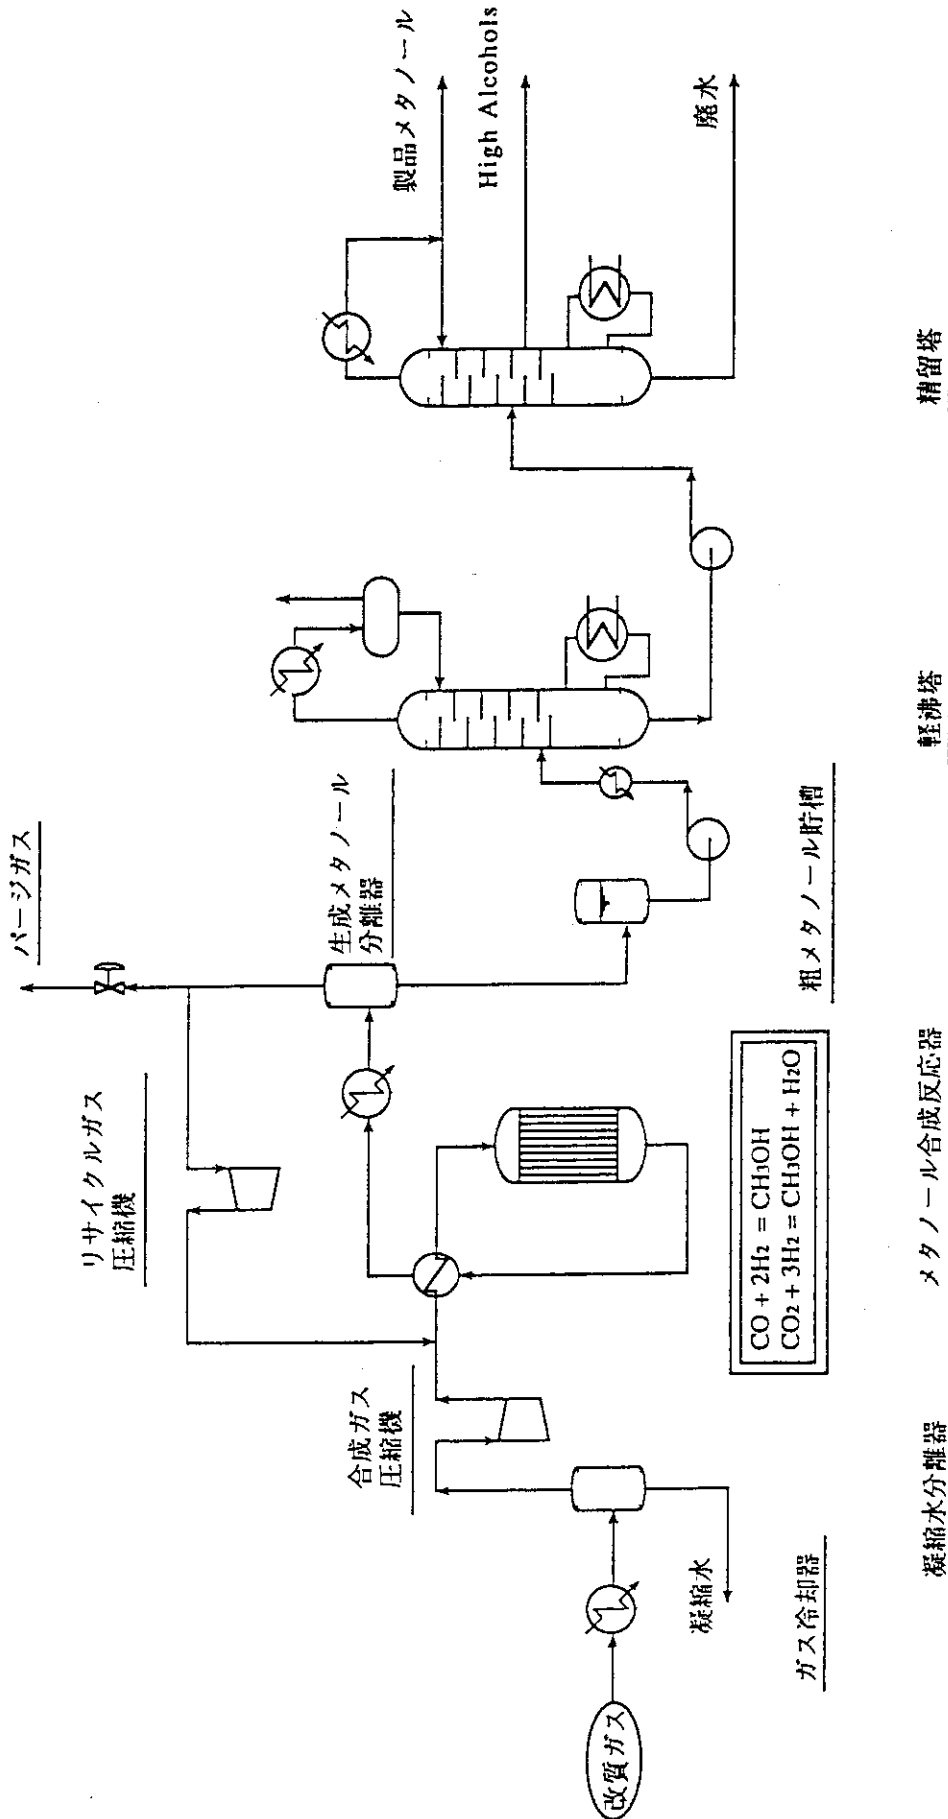 パージガス
リサイクルガス
圧縮機
生成メタノール
分離器
合成ガス
圧縮機
製品メタノール
High Alcohols
廃水
改質ガス
凝縮水
CO + 2H2 = CH3OH
CO2 + 3H2 = CH3OH + H2O
ガス冷却器
粗メタノール貯槽
凝縮水分離器
メタノール合成反応器
軽沸塔
精留塔